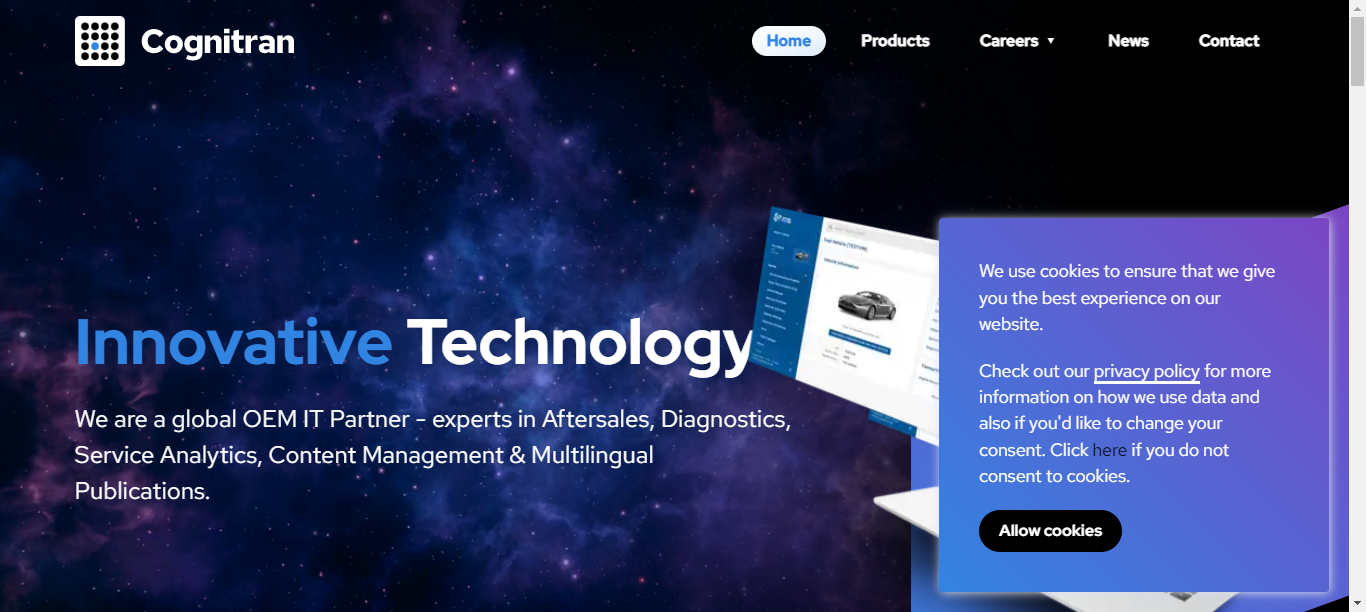 Cognitran
Home
Products
Careers
News
Contact
Innovative Technology
We are a global OEM IT Partner - experts in Aftersales, Diagnostics,
Service Analytics, Content Management & Multilingual
Publications.
We use cookies to ensure that we give
you the best experience on our
website.
Check out our privacy policy for more
information on how we use data and
also if you'd like to change your
consent. Click here if you do not
consent to cookies.
Allow cookies